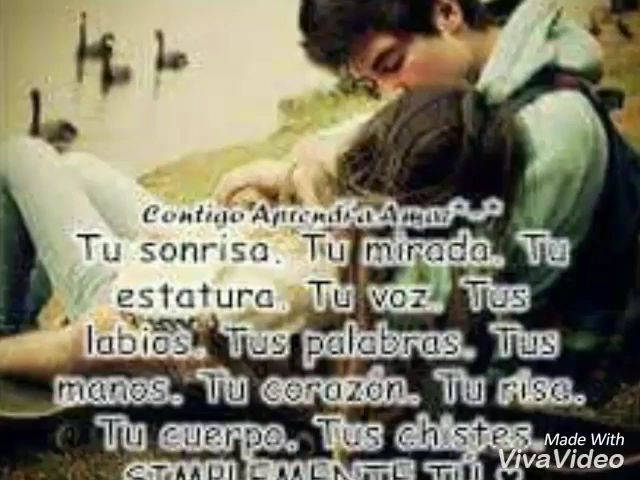 Contigo Aprendí a Amar*-*
Tu sonrisa. Tu mirada. Tu
estatura. Tu voz. Tus
labios. Tus palabras. Tus
manos. Tu corazón. Tu risa.
Tu cuerpo. Tus chistes.
SIMPLEMENTE TÚ ♥
Made With
VivaVideo